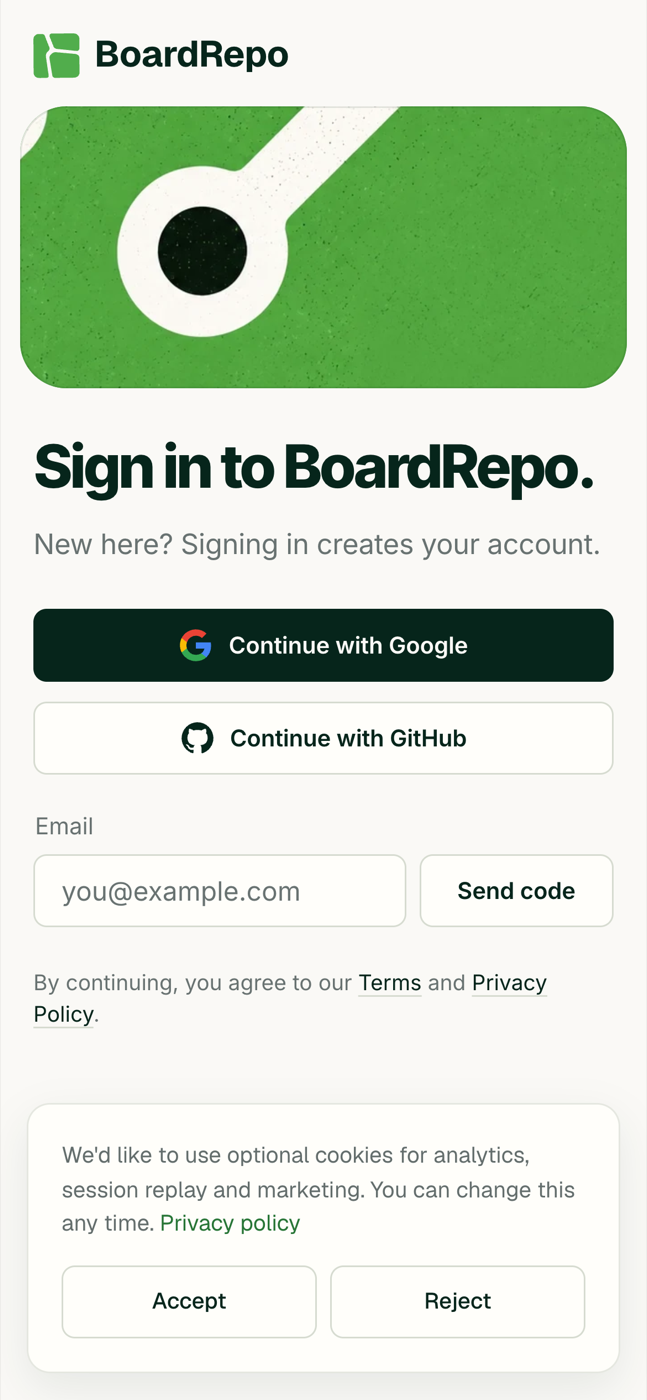 BoardRepo
Sign in to BoardRepo.
New here? Signing in creates your account.
Continue with Google
Continue with GitHub
Email
you@example.com
Send code
By continuing, you agree to our Terms and Privacy
Policy.
We'd like to use optional cookies for analytics,
session replay and marketing. You can change this
any time. Privacy policy
Accept
Reject